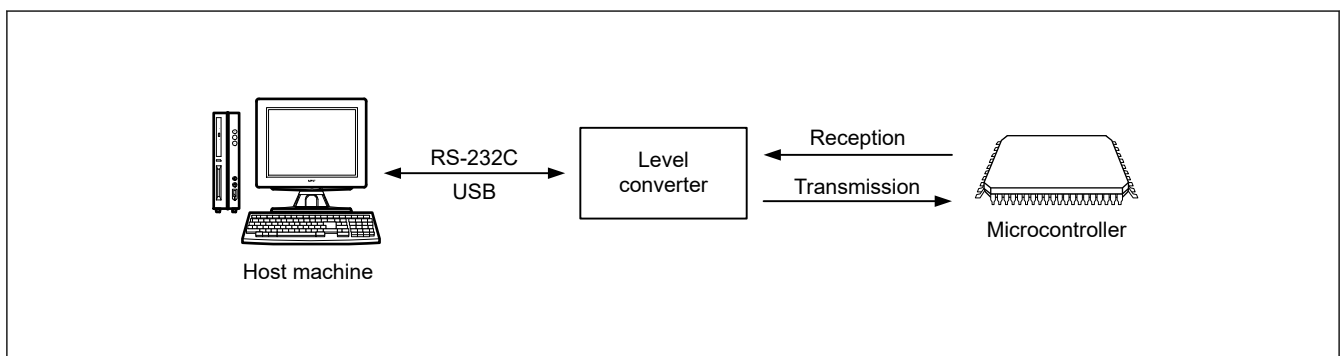 RS-232C
USB
Level
converter
Reception
Transmission
Microcontroller
Host machine